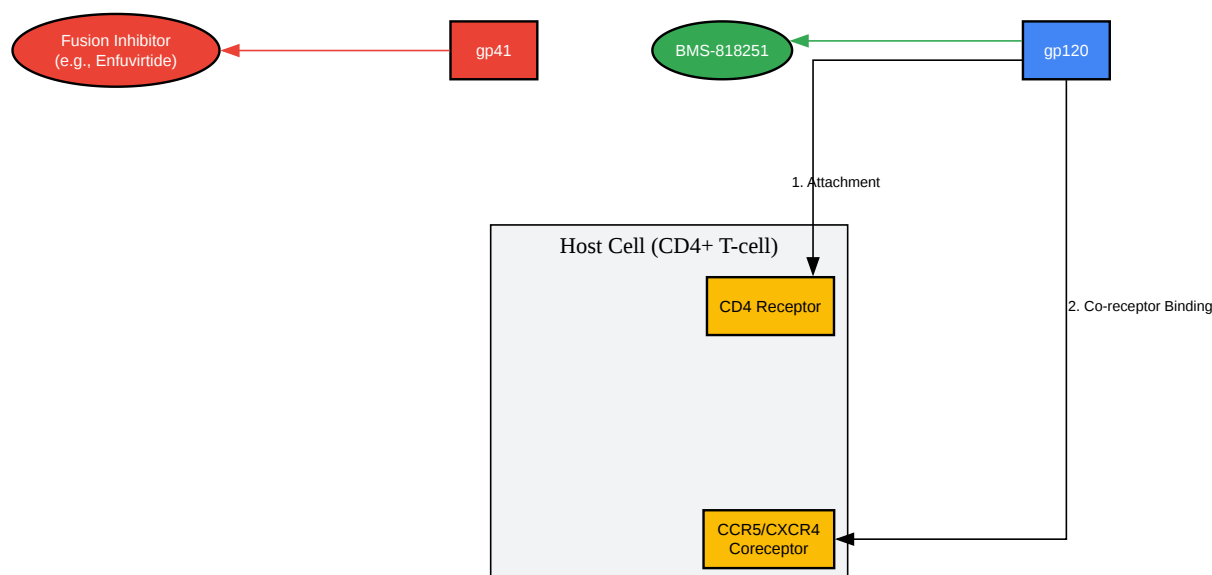 Fusion Inhibitor
(e.g., Enfuvirtide)
gp41
BMS-818251
gp120
1. Attachment
Host Cell (CD4+ T-cell)
CD4 Receptor
2. Co-receptor Binding
CCR5/CXCR4
Coreceptor